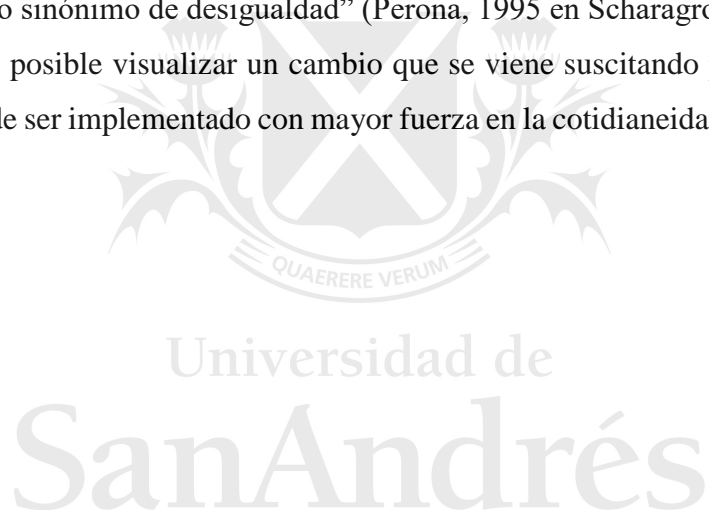 o sinónimo de desigualdad” (Perona, 1995 en Scharagro
posible visualizar un cambio que se viene suscitando
de ser implementado con mayor fuerza en la cotidianeida
QUAERERE VERUM
Universidad de
SanAndrés